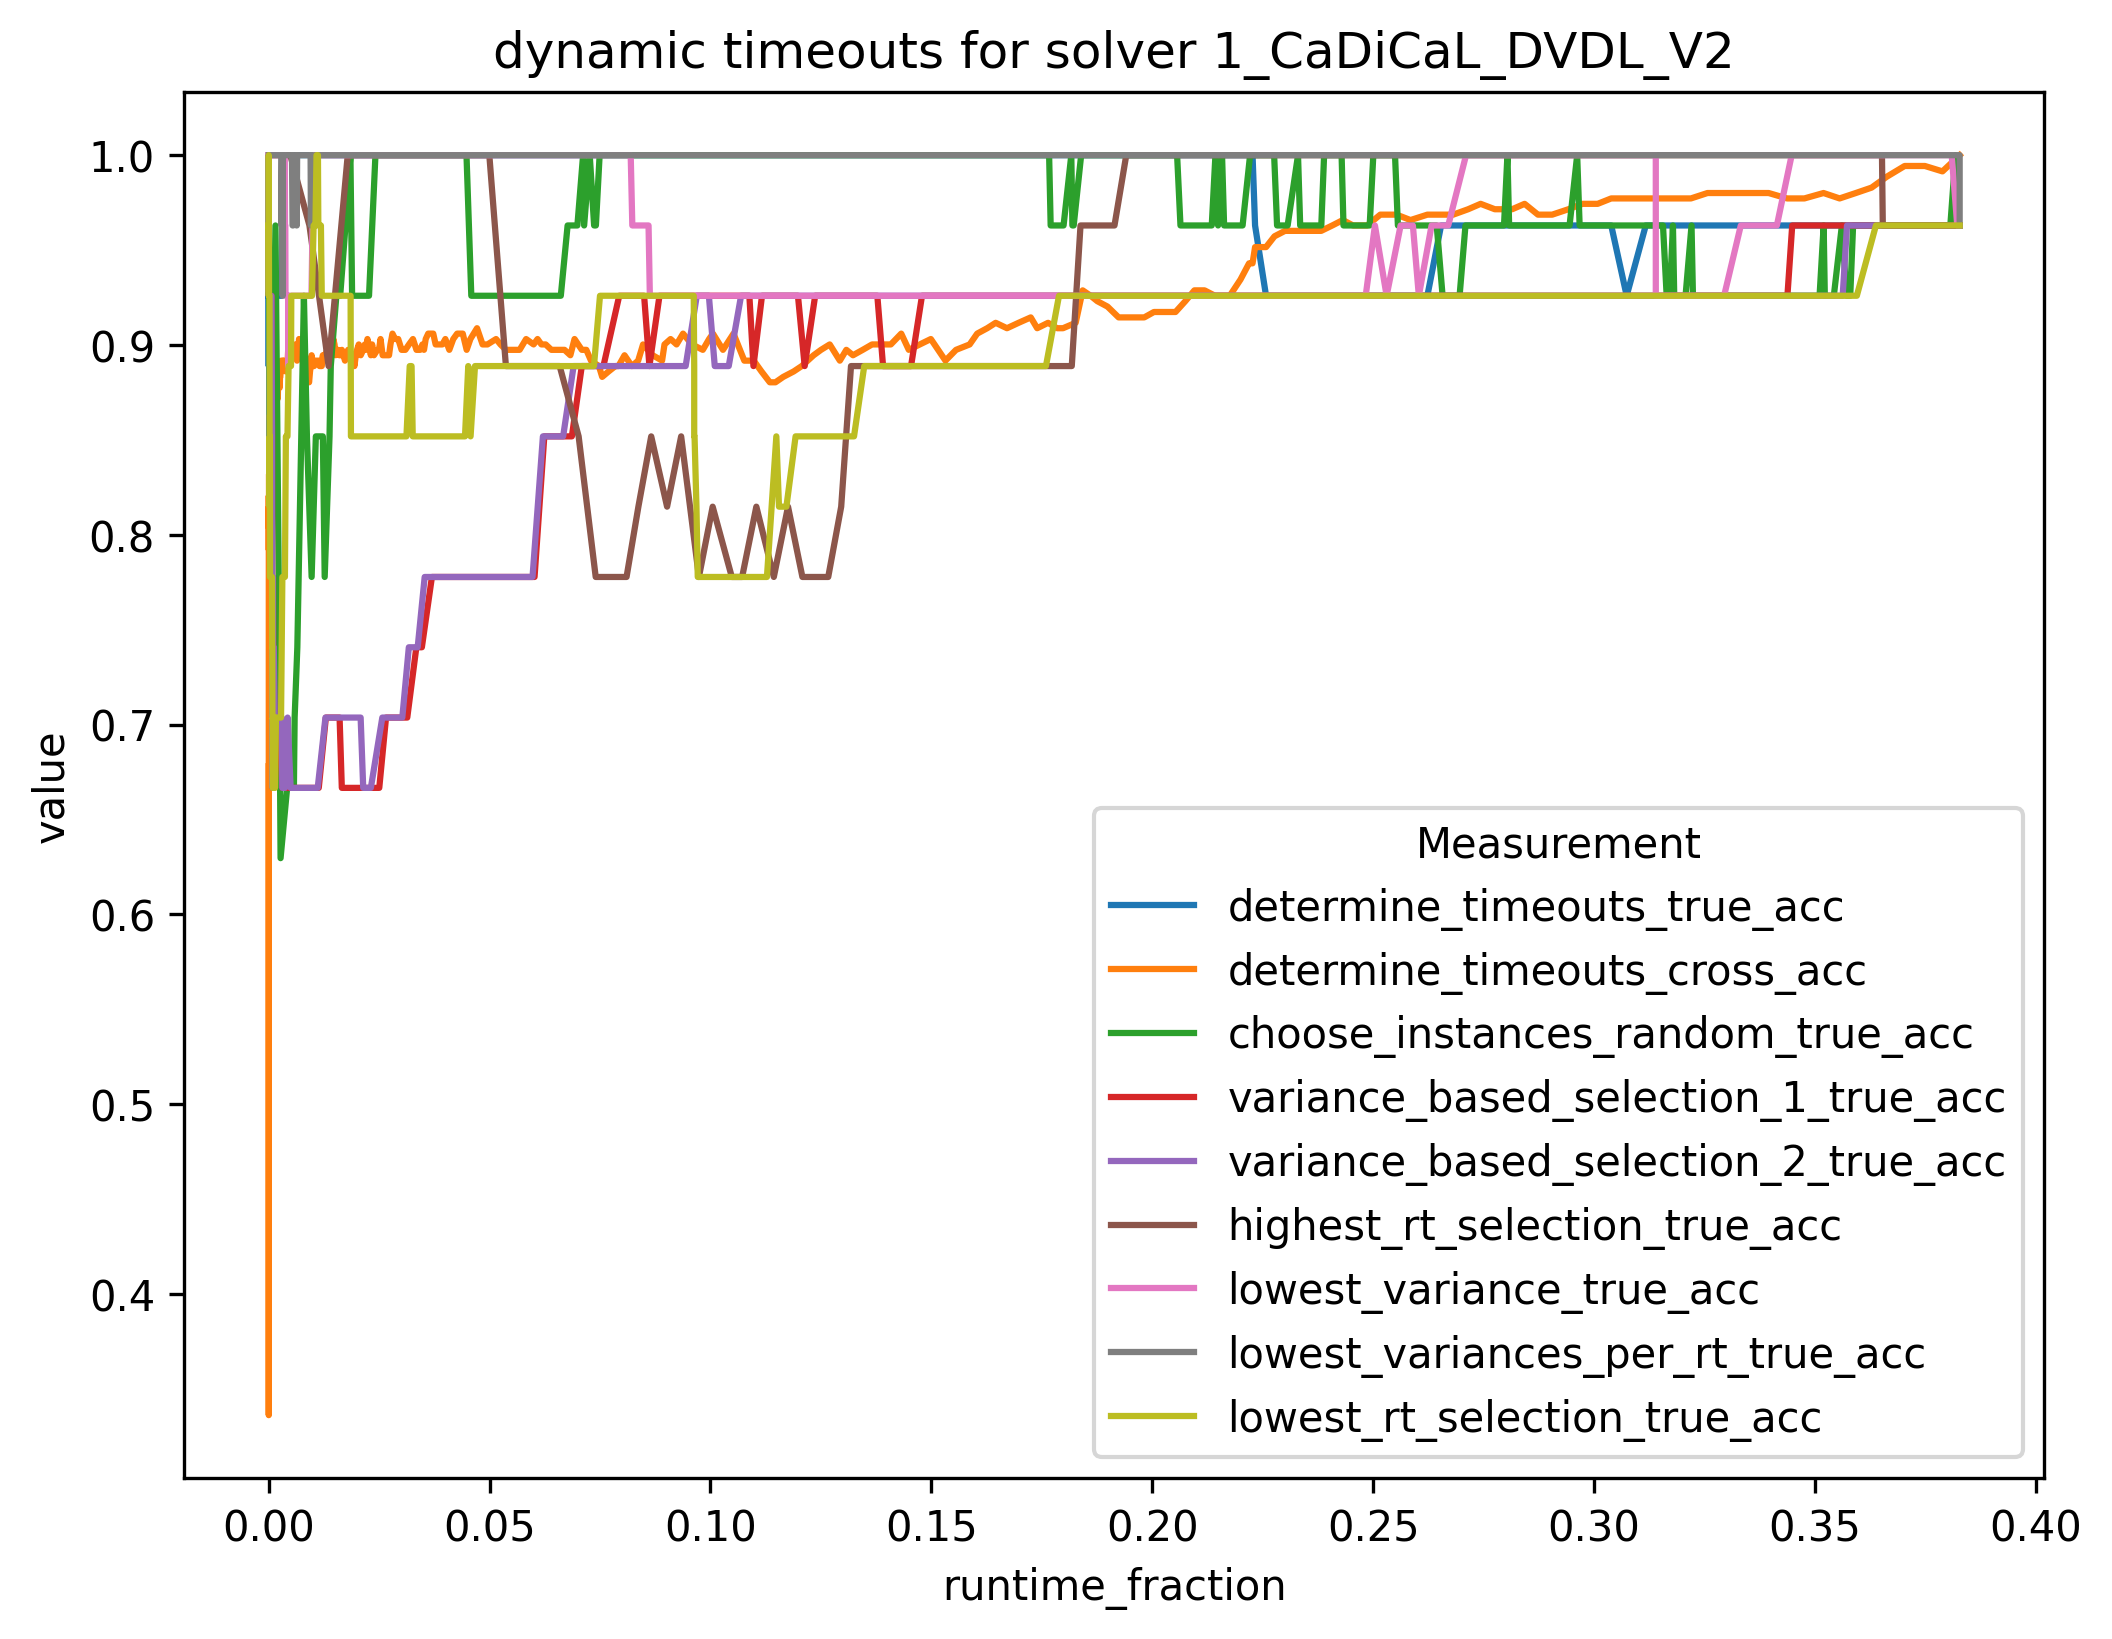 dynamic timeouts for solver 1_CaDiCaL_DVDL_V2
1.0
0.9
0.8
0.7
0.6
0.5
0.4
value
Measurement
determine_timeouts_true_acc
determine_timeouts_cross_acc
choose_instances_random_true_acc
variance_based_selection_1_true_acc
variance_based_selection_2_true_acc
highest_rt_selection_true_acc
lowest_variance_true_acc
lowest_variances_per_rt_true_acc
lowest_rt_selection_true_acc
0.00 0.05 0.10 0.15 0.20 0.25 0.30 0.35 0.40
runtime_fraction